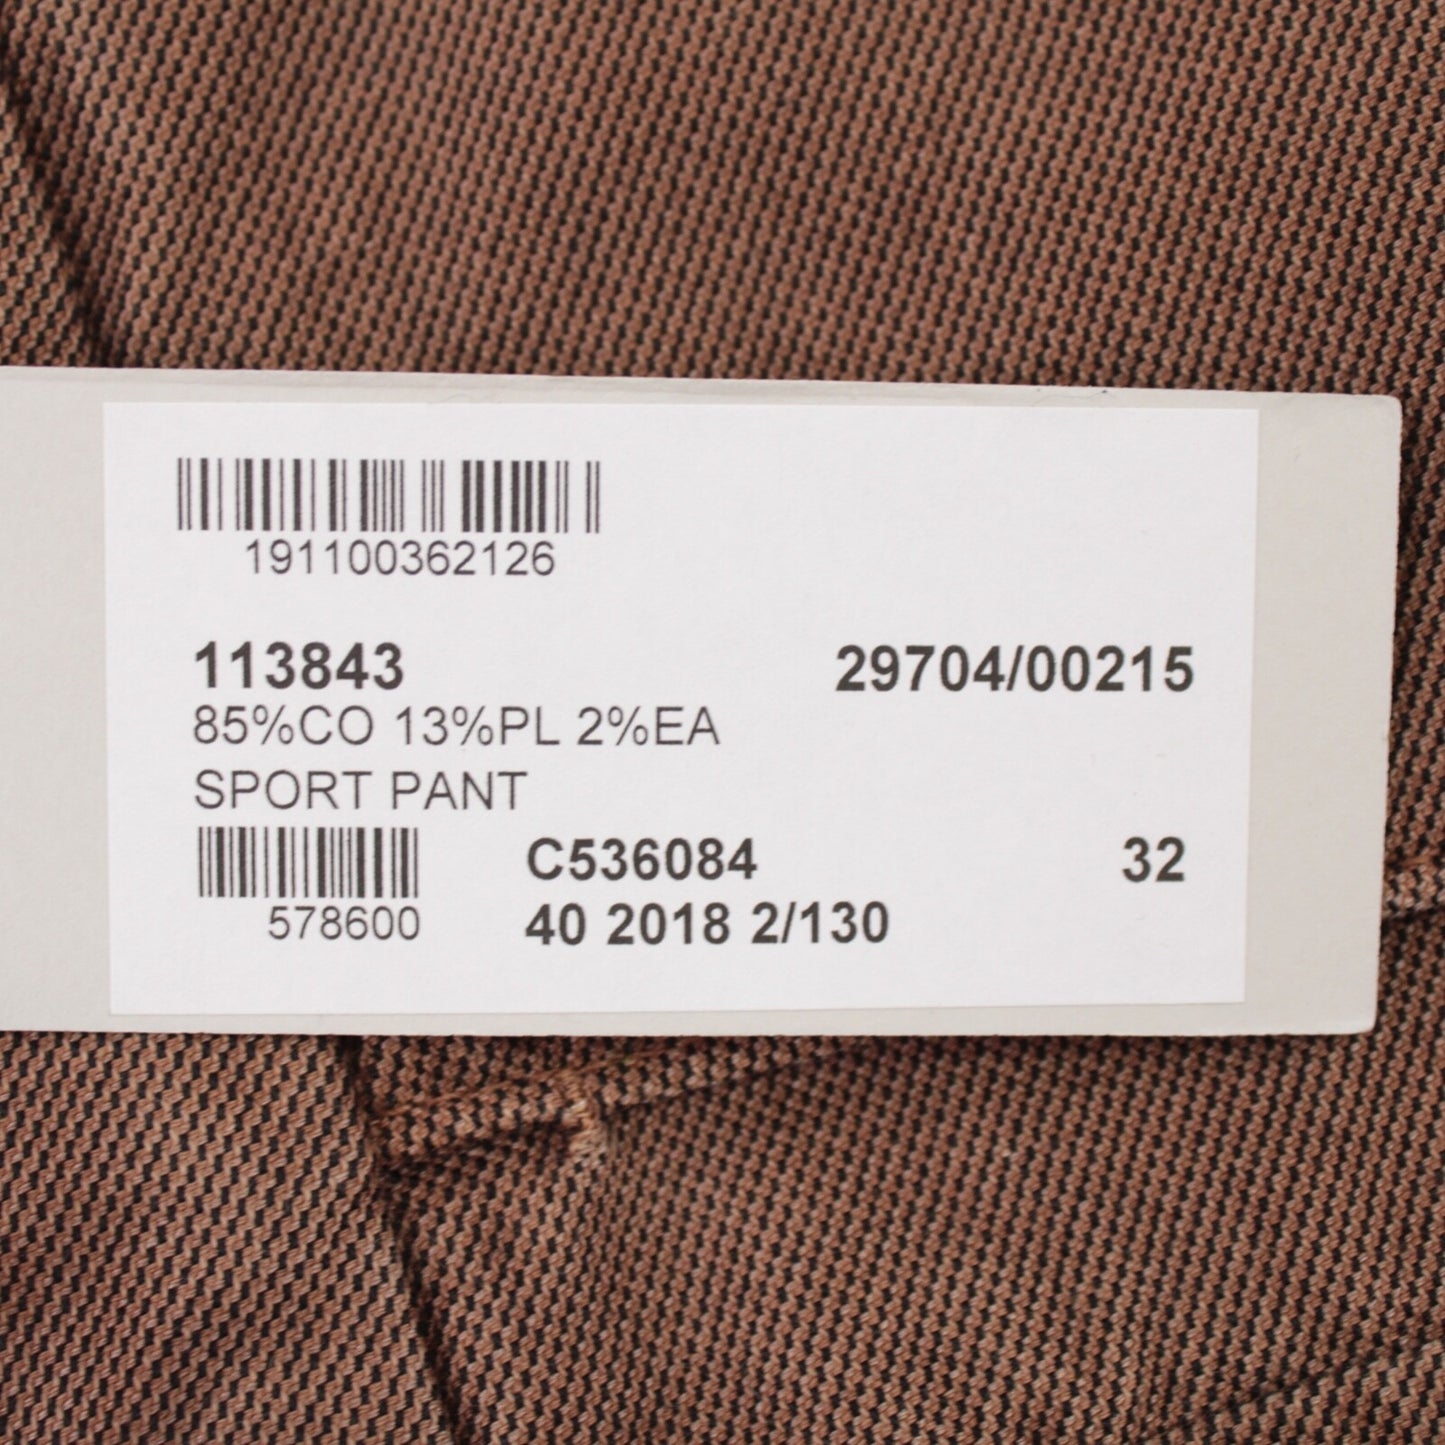 191100362126
113843 29704/00215
85%CO 13%PL 2%EA
SPORT PANT
C536084 32
578600 40 2018 2/130